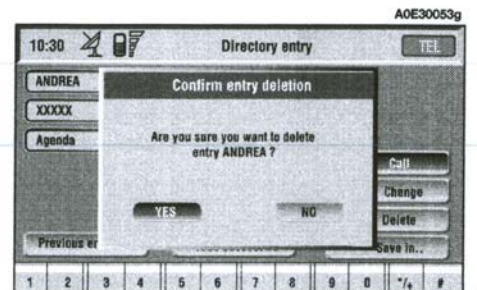 A0E30053g
10:30 Directory entry TEL
ANDREA
XXXXX
Agenda
Confirm entry deletion
Are you sure you want to delete
entry ANDREA ?
YES NO
Call
Change
Delete
Previous
Save in..
1 2 3 4 5 6 7 8 9 0 */+ #